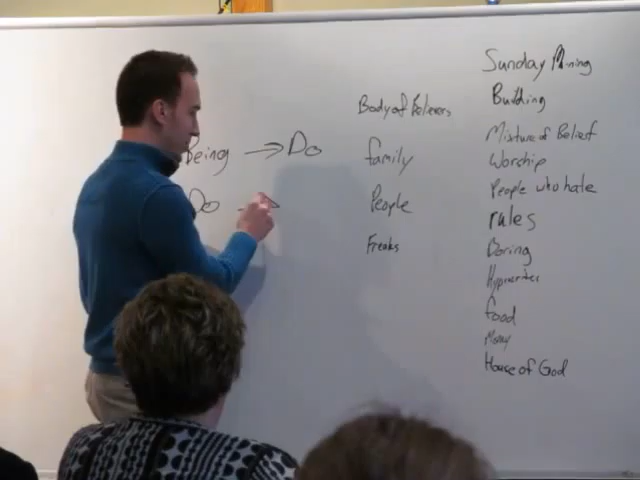 Being → Do
Do
Body of Believers
family
People
Freaks
Sunday Morning
Building
Mixture of Belief
Worship
People who hate
rules
Boring
Hypocrites
food
Money
House of God